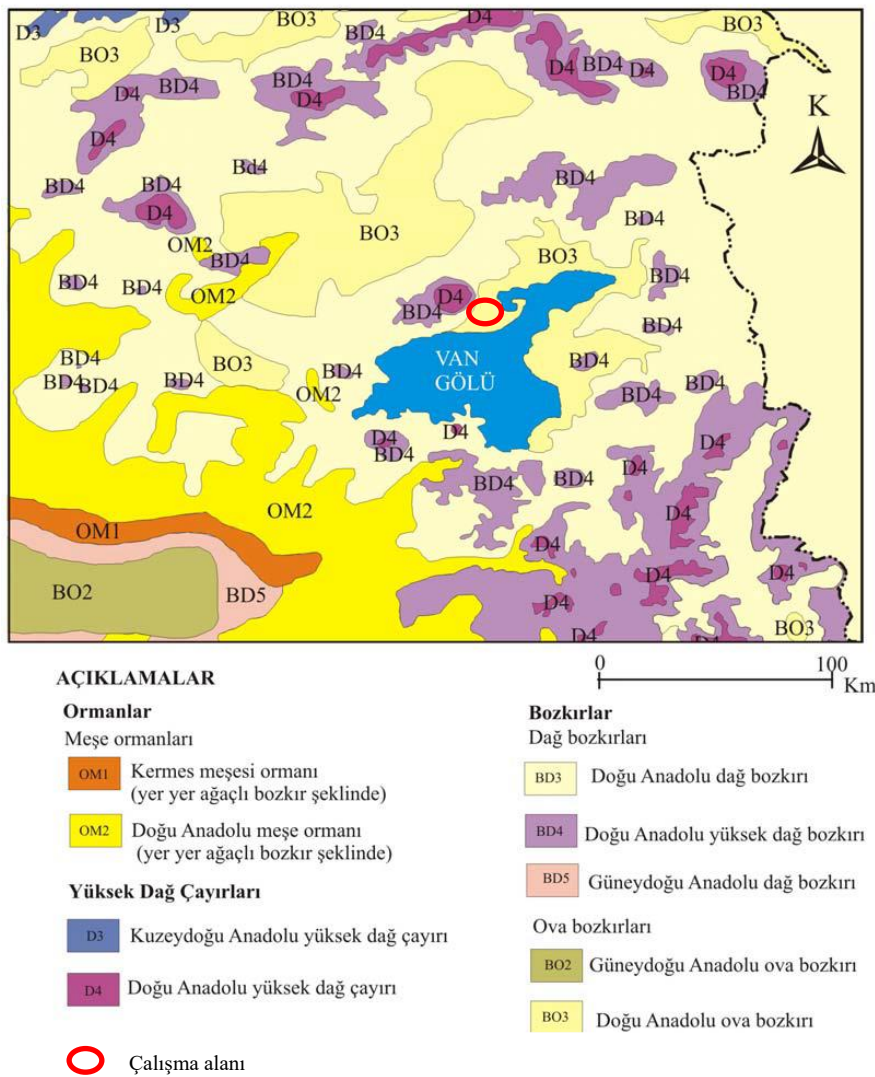 D3 D3 BO3 BD4 D4 BO3
BO3
D4 BD4 BD4 D4 D4 BD4 D4 D4 BD4
D4
K
BD4 BD4 Bd4 BD4
D4 BD4
OM2 BO3 BO3
BD4
BD4 BD4 OM2 D4 BD4
BD4 BD4
VAN
GÖLÜ
BD4 BO3 BD4 BD4
BD4 BD4 BD4 OM2 BD4 BD4
D4 D4 D4
BD4
BD4 BD4 D4
OM2 D4
OM1
D4
BO2 BD5 D4 D4
D4
BO3
D4 D4
0 100
Km
AÇIKLAMALAR
Ormanlar
Meşe ormanları
OM1 Kermes meşesi ormanı
(yer yer ağaçlı bozkır şeklinde)
OM2 Doğu Anadolu meşe ormanı
(yer yer ağaçlı bozkır şeklinde)
Yüksek Dağ Çayırları
D3 Kuzeydoğu Anadolu yüksek dağ çayırı
D4 Doğu Anadolu yüksek dağ çayırı
Çalışma alanı
Bozkırlar
Dağ bozkırları
BD3 Doğu Anadolu dağ bozkırı
BD4 Doğu Anadolu yüksek dağ bozkırı
BD5 Güneydoğu Anadolu dağ bozkırı
Ova bozkırları
BO2 Güneydoğu Anadolu ova bozkırı
BO3 Doğu Anadolu ova bozkırı